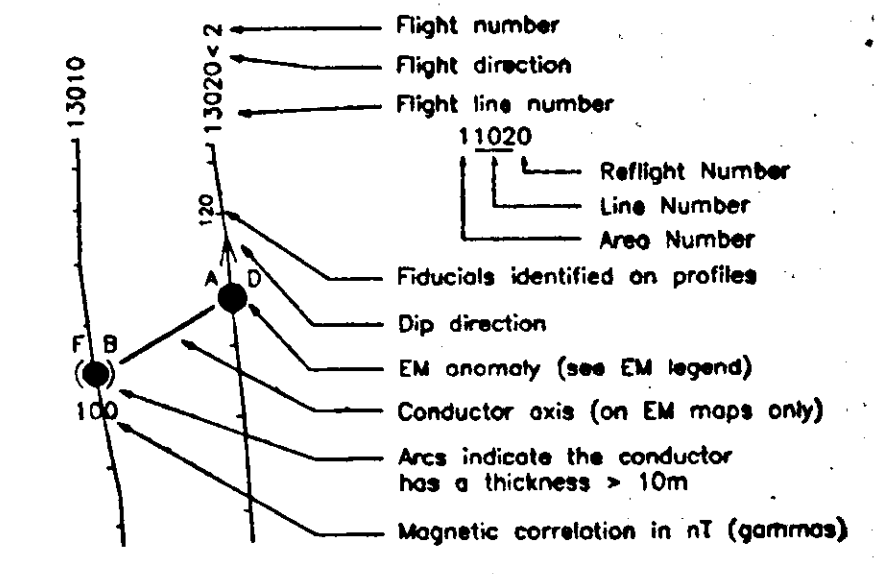 13010
13020<2
Flight number
Flight direction
Flight line number
11020
Reflight Number
Line Number
Area Number
120
A D
Fiducials identified on profiles
Dip direction
F B
EM anomaly (see EM legend)
100
Conductor axis (on EM maps only)
Arcs indicate the conductor
has a thickness > 10m
Magnetic correlation in nT (gammas)